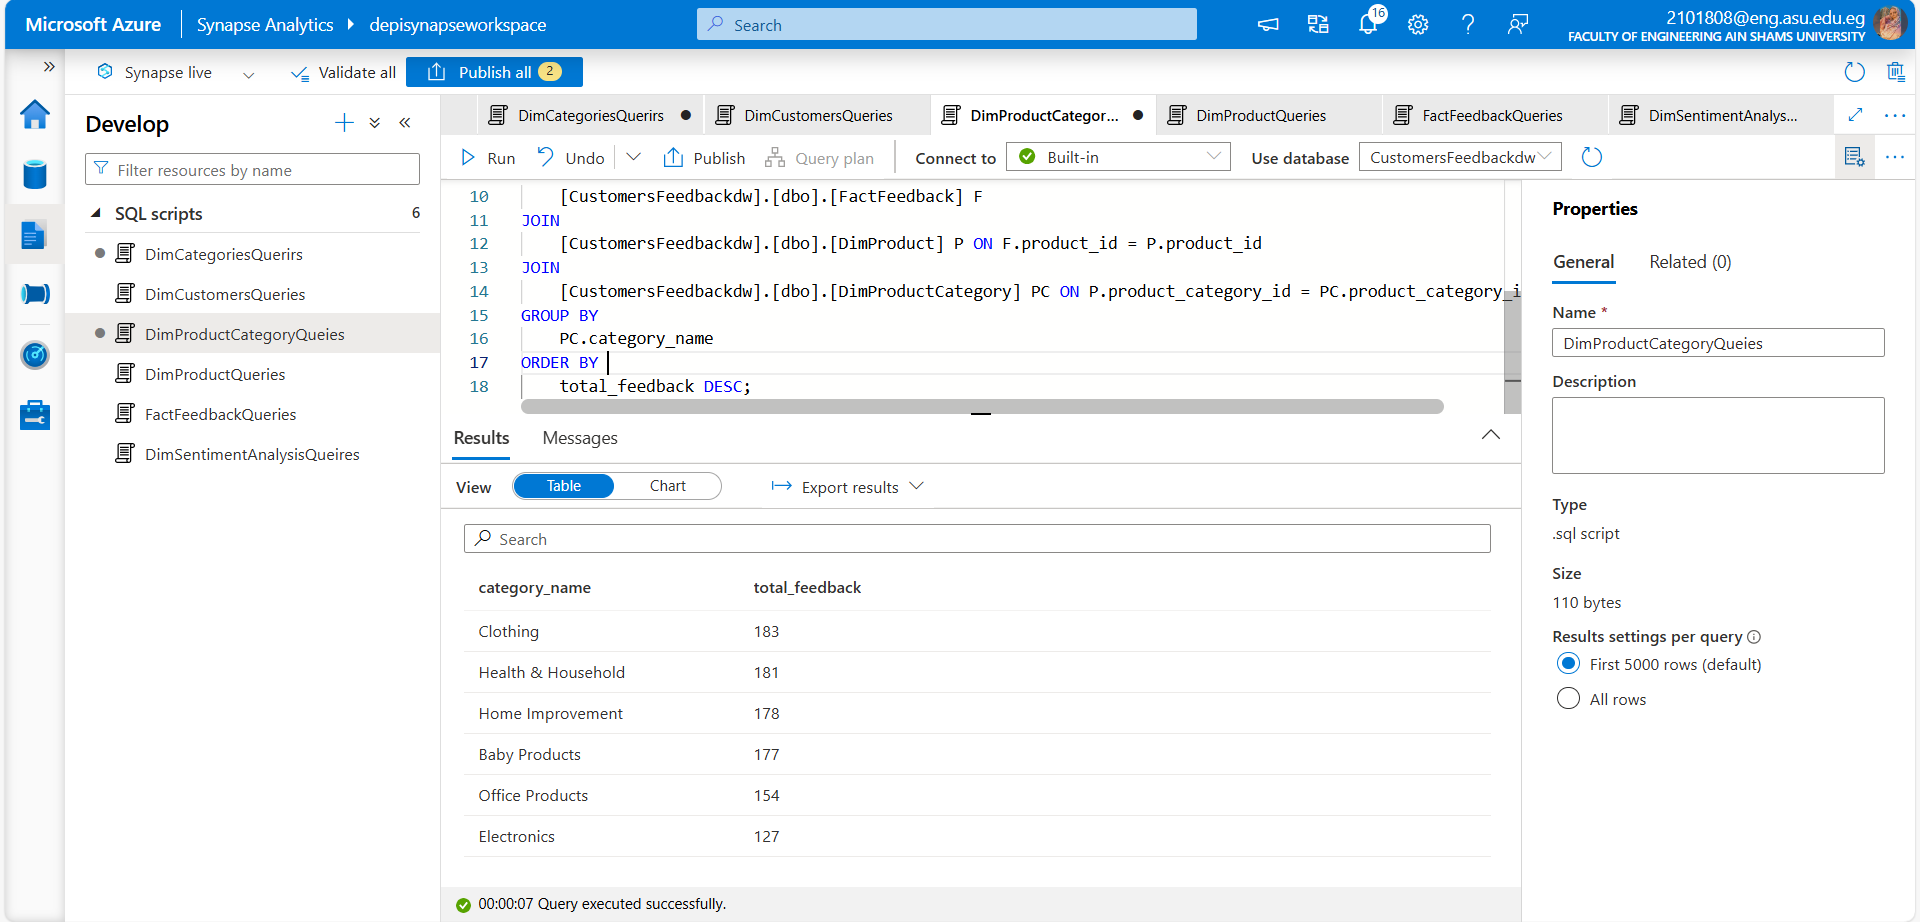 Microsoft Azure
Synapse Analytics
depisynapseworkspace
Search
16
2101808@eng.asu.edu.eg
FACULTY OF ENGINEERING AIN SHAMS UNIVERSITY
Synapse live
Validate all
Publish all 2
Develop
Filter resources by name
SQL scripts 6
DimCategoriesQuerirs
DimCustomersQueries
DimProductCategoryQueies
DimProductQueries
FactFeedbackQueries
DimSentimentAnalysisQueires
DimCategoriesQuerirs
DimCustomersQueries
DimProductCategor...
DimProductQueries
FactFeedbackQueries
DimSentimentAnalys...
Run
Undo
Publish
Query plan
Connect to
Built-in
Use database
CustomersFeedbackdw
10 [CustomersFeedbackdw].[dbo].[FactFeedback] F
11 JOIN
12 [CustomersFeedbackdw].[dbo].[DimProduct] P ON F.product_id = P.product_id
13 JOIN
14 [CustomersFeedbackdw].[dbo].[DimProductCategory] PC ON P.product_category_id = PC.product_category_i
15 GROUP BY
16 PC.category_name
17 ORDER BY
18 total_feedback DESC;
Results
Messages
View
Table
Chart
Export results
Search
category_name total_feedback
Clothing 183
Health & Household 181
Home Improvement 178
Baby Products 177
Office Products 154
Electronics 127
00:00:07 Query executed successfully.
Properties
General
Related (0)
Name *
DimProductCategoryQueies
Description
Type
.sql script
Size
110 bytes
Results settings per query
First 5000 rows (default)
All rows